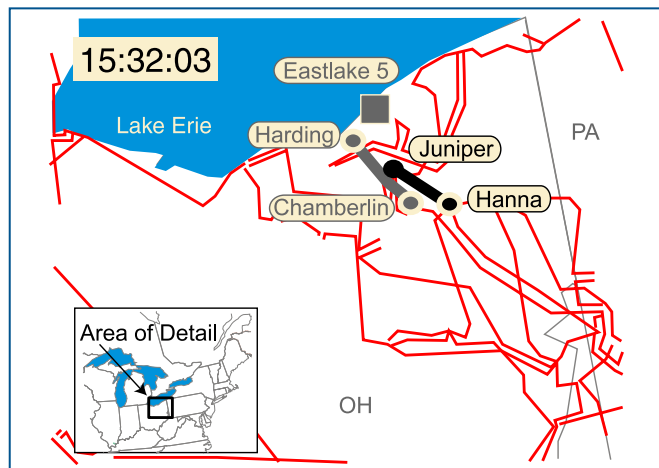 15:32:03
Eastlake 5
Lake Erie
Harding
Juniper
PA
Chamberlin
Hanna
Area of Detail
OH